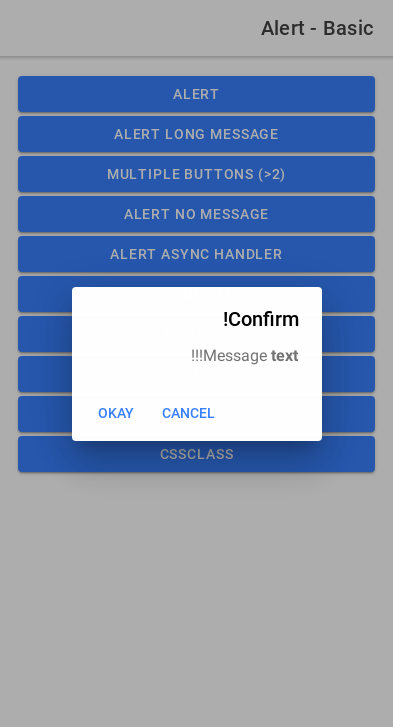 Alert - Basic
ALERT
ALERT LONG MESSAGE
MULTIPLE BUTTONS (>2)
ALERT NO MESSAGE
ALERT ASYNC HANDLER
!Confirm
!!!Message text
OKAY CANCEL
CSSCLASS